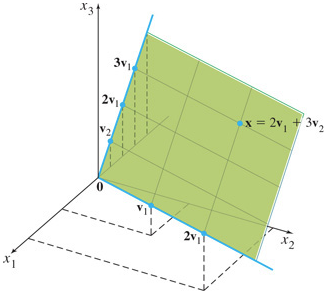 x₃
3v₁
2v₁
v₂
x = 2v₁ + 3v₂
0
v₁
2v₁
x₂
x₁